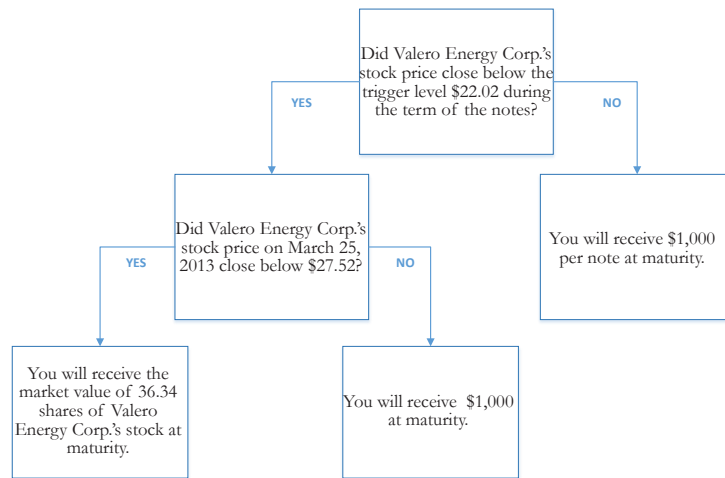 Did Valero Energy Corp.'s
stock price close below the
trigger level $22.02 during
the term of the notes?
YES
NO
Did Valero Energy Corp.'s
stock price on March 25,
2013 close below $27.52?
You will receive $1,000
per note at maturity.
YES
NO
You will receive the
market value of 36.34
shares of Valero
Energy Corp.'s stock at
maturity.
You will receive $1,000
at maturity.